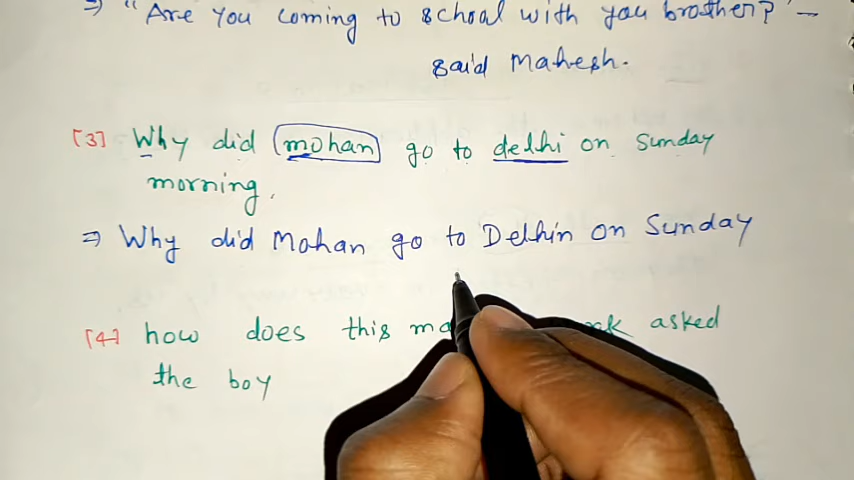 ⇒ "Are you coming to school with you brother?" –
said Mahesh.
[3] Why did mohan go to delhi on Sunday
morning.
⇒ Why did Mohan go to Delhin on Sunday
[4] how does this asked
the boy